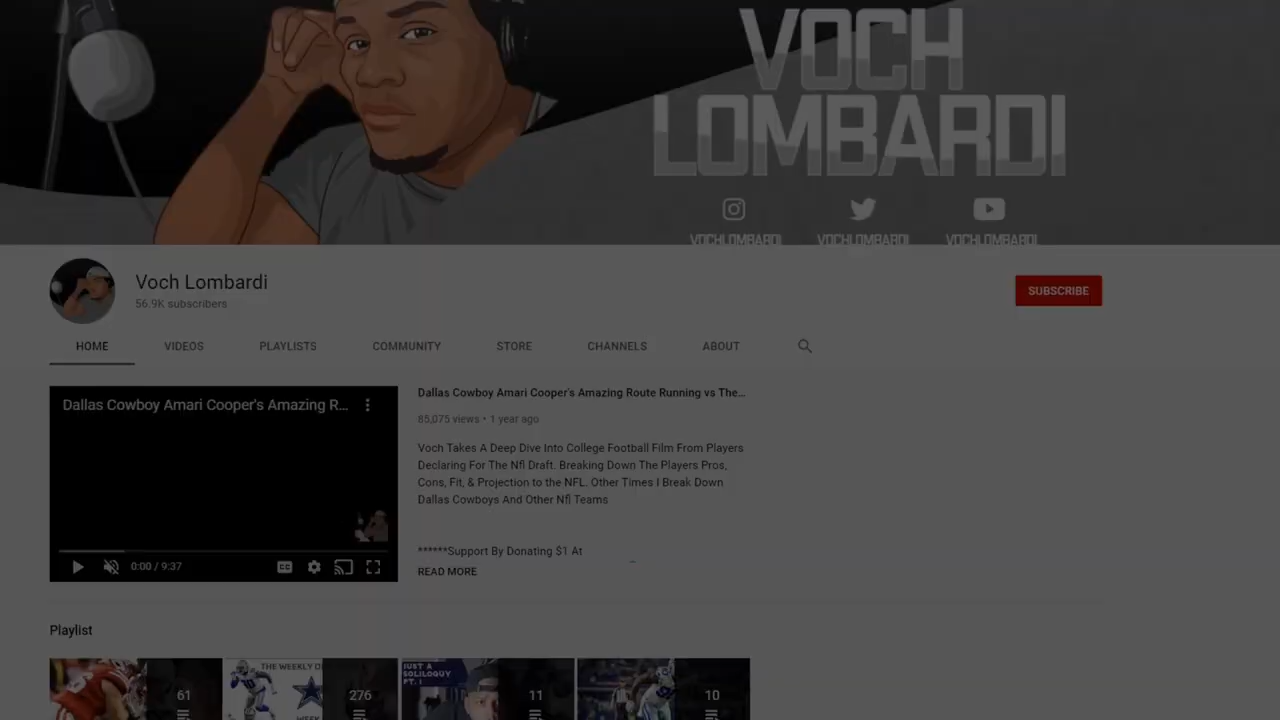 VOCH
LOMBARDI
VOCHLOMBARDI VOCHLOMBARDI VOCHLOMBARDI
Voch Lombardi
56.9K subscribers
SUBSCRIBE
HOME VIDEOS PLAYLISTS COMMUNITY STORE CHANNELS ABOUT
Dallas Cowboy Amari Cooper's Amazing R...
0:00 / 9:37
Dallas Cowboy Amari Cooper's Amazing Route Running vs The...
85,075 views • 1 year ago
Voch Takes A Deep Dive Into College Football Film From Players
Declaring For The Nfl Draft. Breaking Down The Players Pros,
Cons, Fit, & Projection to the NFL. Other Times I Break Down
Dallas Cowboys And Other Nfl Teams
******Support By Donating $1 At
READ MORE
Playlist
61
THE WEEKLY
WEEK
276
JUST A
SOLILOQUY
PT. I
11
10